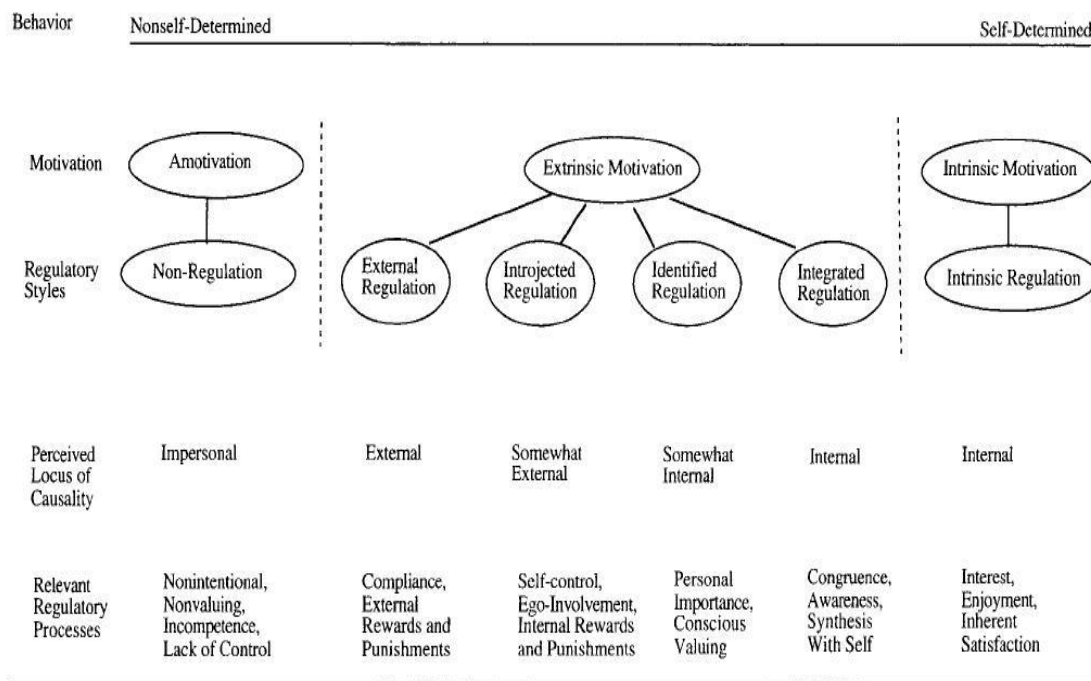 Behavior
Nonself-Determined
Self-Determined
Motivation
Amotivation
Extrinsic Motivation
Intrinsic Motivation
Regulatory
Styles
Non-Regulation
External
Regulation
Introjected
Regulation
Identified
Regulation
Integrated
Regulation
Intrinsic Regulation
Perceived
Locus of
Causality
Impersonal
External
Somewhat
External
Somewhat
Internal
Internal
Internal
Relevant
Regulatory
Processes
Nonintentional,
Nonvaluing,
Incompetence,
Lack of Control
Compliance,
External
Rewards and
Punishments
Self-control,
Ego-Involvement,
Internal Rewards
and Punishments
Personal
Importance,
Conscious
Valuing
Congruence,
Awareness,
Synthesis
With Self
Interest,
Enjoyment,
Inherent
Satisfaction